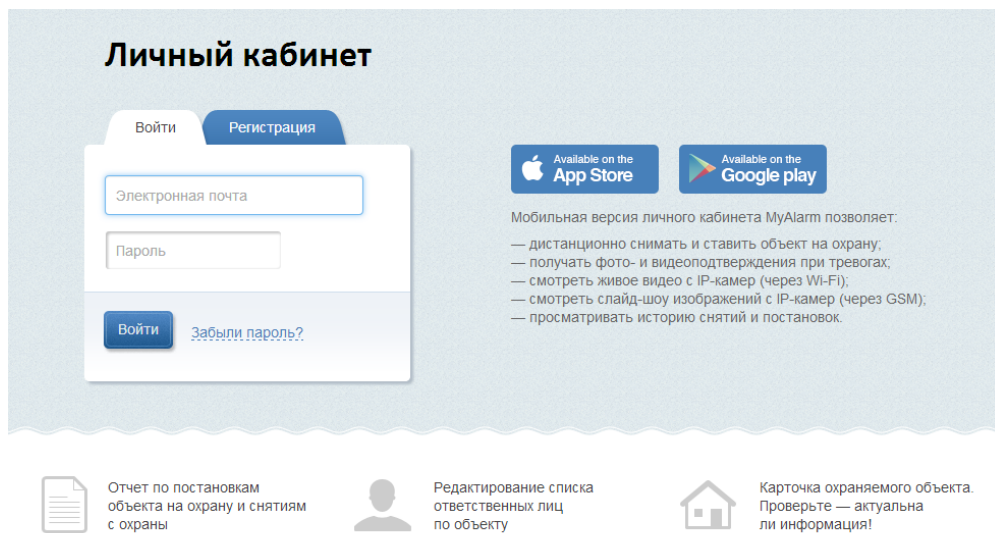 Личный кабинет
Войти
Регистрация
Электронная почта
Пароль
Войти
Забыли пароль?
Available on the
App Store
Available on the
Google play
Мобильная версия личного кабинета MyAlarm позволяет:
— дистанционно снимать и ставить объект на охрану;
— получать фото- и видеоподтверждения при тревогах;
— смотреть живое видео с IP-камер (через Wi-Fi);
— смотреть слайд-шоу изображений с IP-камер (через GSM);
— просматривать историю снятий и постановок.
Отчет по постановкам
объекта на охрану и снятиям
с охраны
Редактирование списка
ответственных лиц
по объекту
Карточка охраняемого объекта.
Проверьте — актуальна
ли информация!